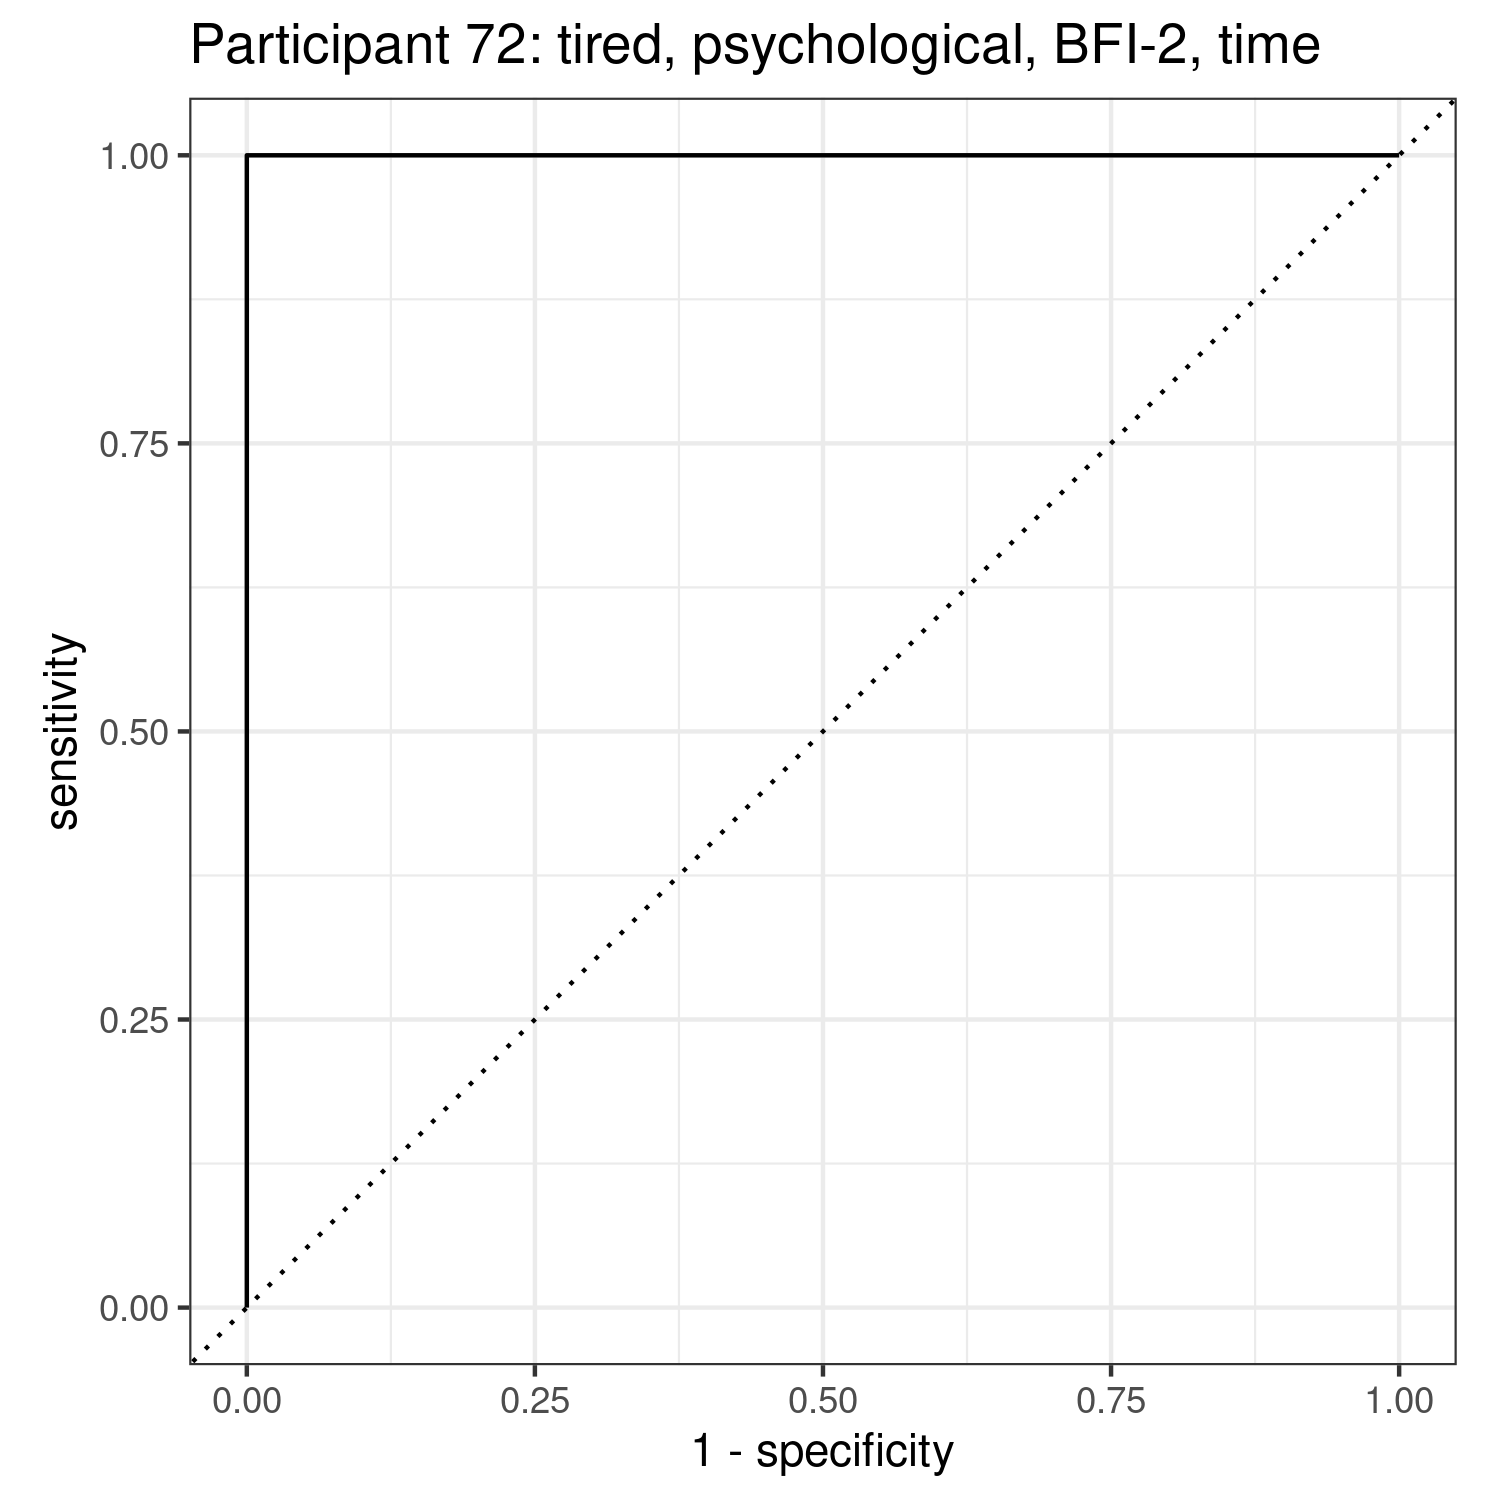 Participant 72: tired, psychological, BFI-2, time
1.00
0.75
0.50
0.25
0.00
sensitivity
0.00 0.25 0.50 0.75 1.00
1 - specificity